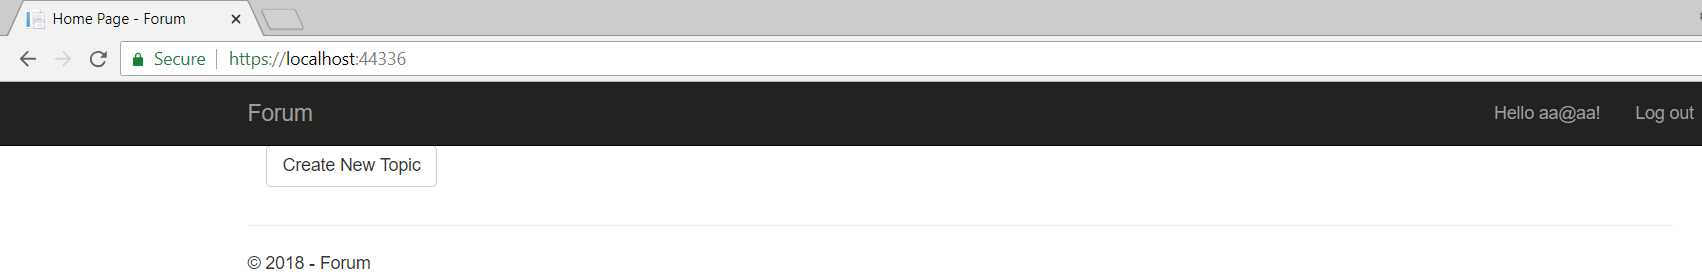 Home Page - Forum
Secure https://localhost:44336
Forum Hello aa@aa! Log out
Create New Topic
© 2018 - Forum